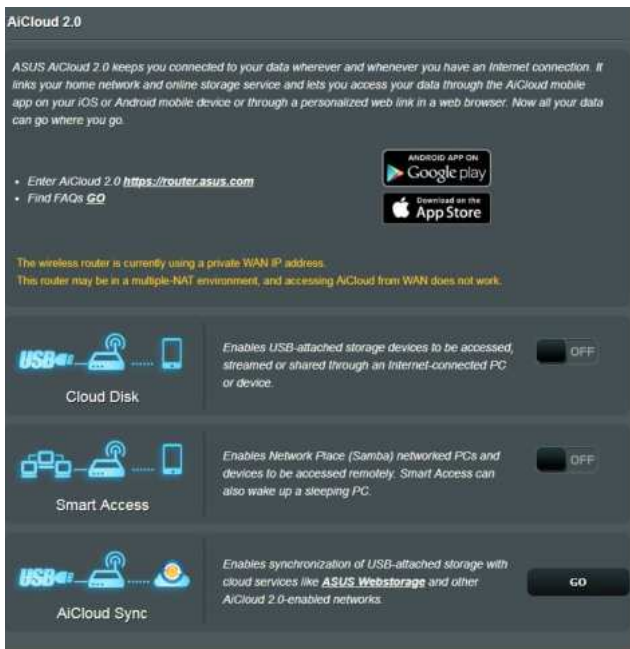 AiCloud 2.0
ASUS AiCloud 2.0 keeps you connected to your data wherever and whenever you have an Internet connection. It
links your home network and online storage service and lets you access your data through the AiCloud mobile
app on your iOS or Android mobile device or through a personalized web link in a web browser. Now all your data
can go where you go.
• Enter AiCloud 2.0 https://router.asus.com
• Find FAQs GO
ANDROID APP ON
Google play
Download on the
App Store
The wireless router is currently using a private WAN IP address.
This router may be in a multiple-NAT environment, and accessing AiCloud from WAN does not work.
USB
Cloud Disk
Enables USB-attached storage devices to be accessed,
streamed or shared through an Internet-connected PC
or device.
OFF
Smart Access
Enables Network Place (Samba) networked PCs and
devices to be accessed remotely. Smart Access can
also wake up a sleeping PC.
OFF
USB
AiCloud Sync
Enables synchronization of USB-attached storage with
cloud services like ASUS Webstorage and other
AiCloud 2.0-enabled networks.
GO